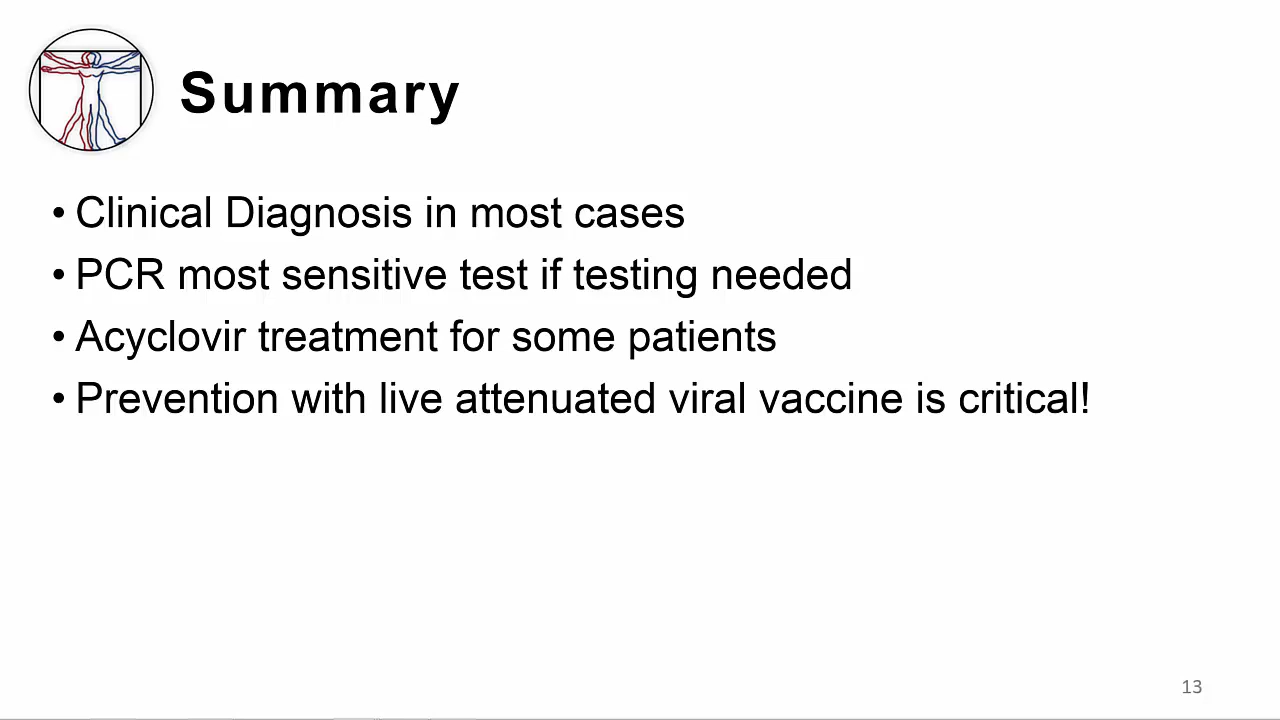 Summary
• Clinical Diagnosis in most cases
• PCR most sensitive test if testing needed
• Acyclovir treatment for some patients
• Prevention with live attenuated viral vaccine is critical!
13